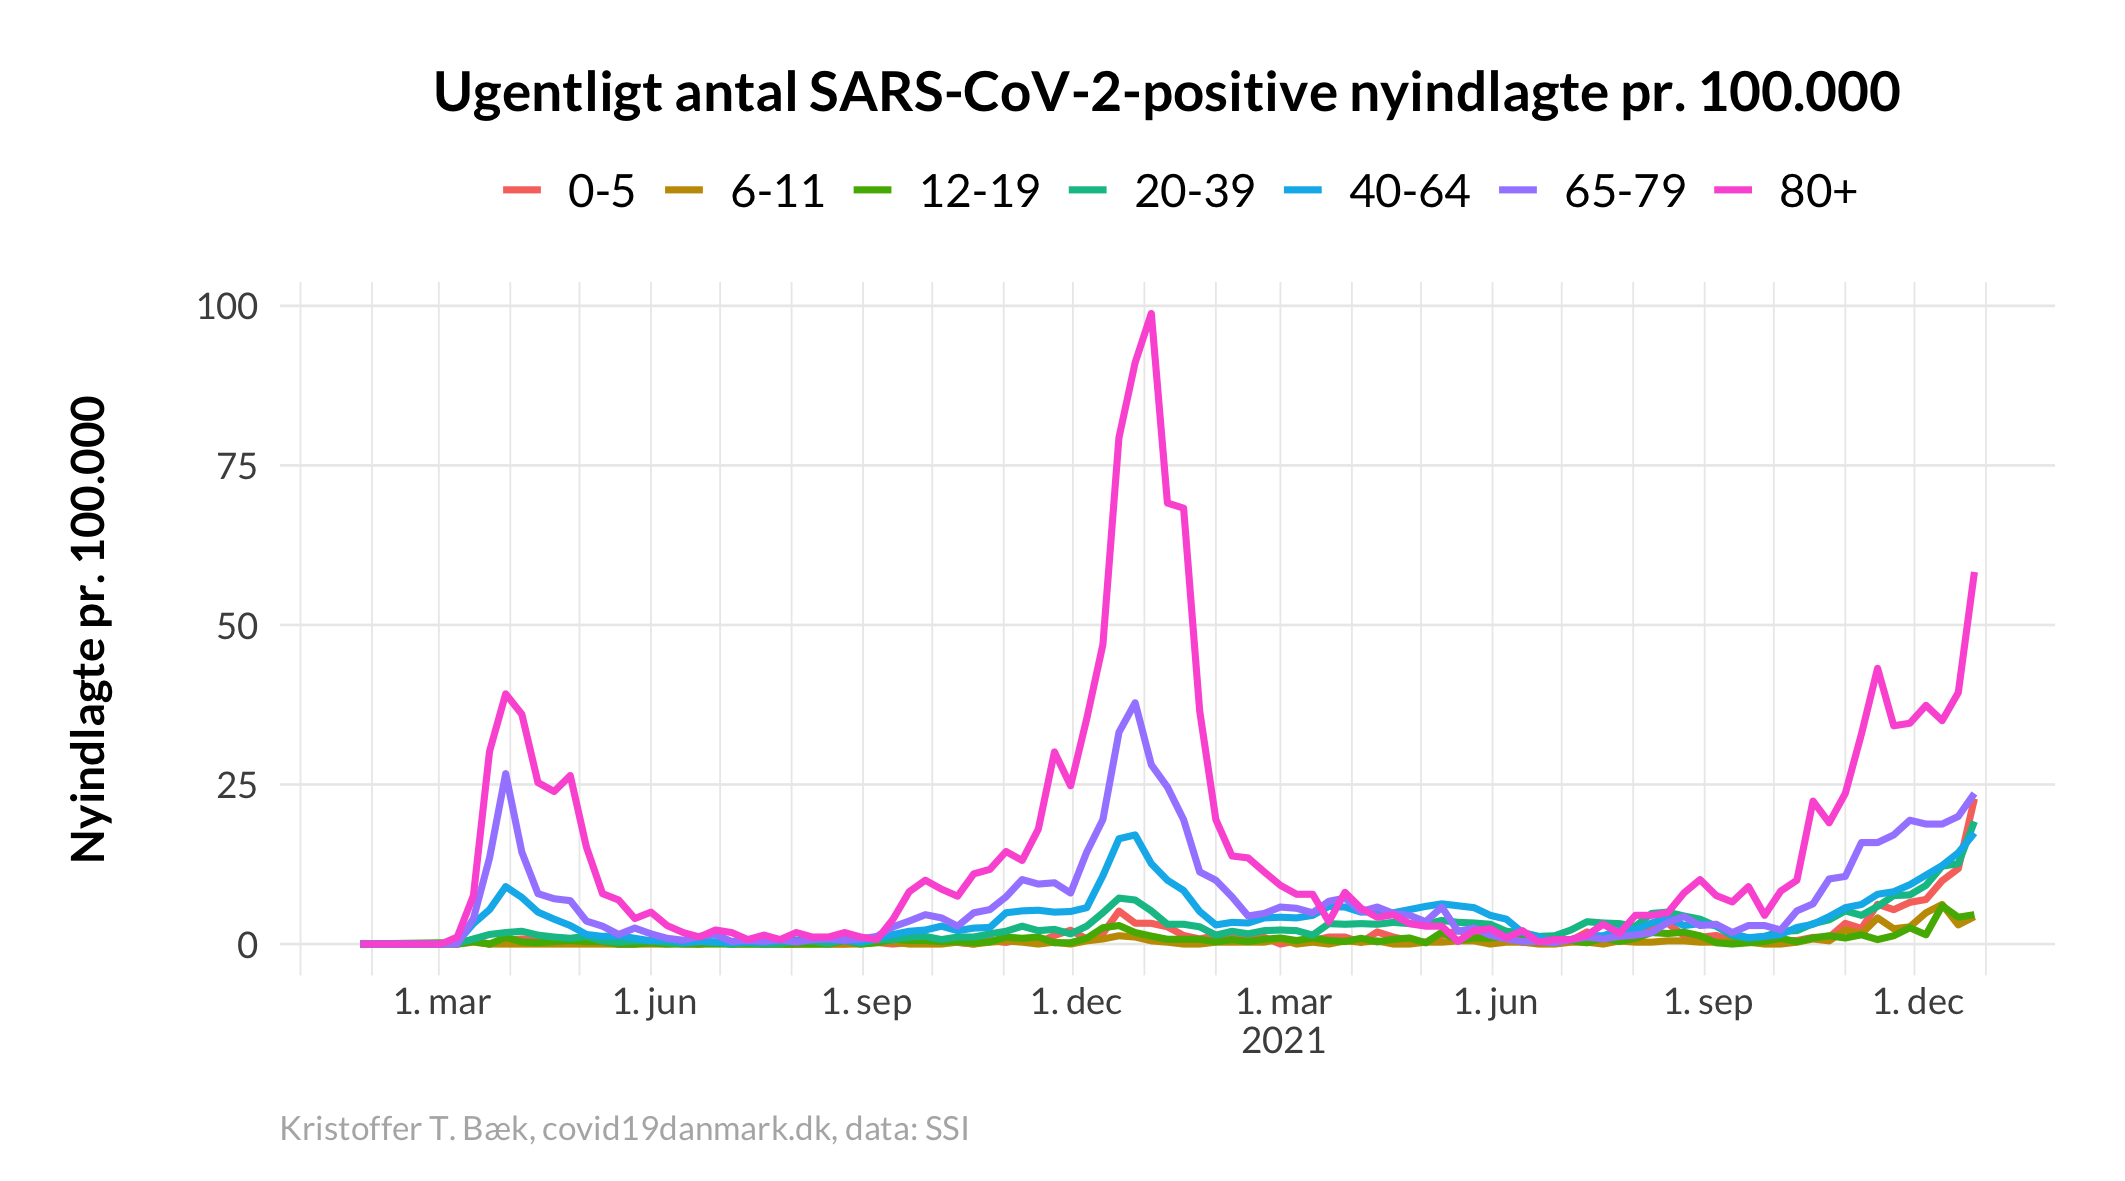 Ugentligt antal SARS-CoV-2-positive nyindlagte pr. 100.000
0-5 6-11 12-19 20-39 40-64 65-79 80+
Nyindlagte pr. 100.000
100
75
50
25
0
1. mar 1. jun 1. sep 1. dec 1. mar 1. jun 1. sep 1. dec
2021
Kristoffer T. Bæk, covid19danmark.dk, data: SSI